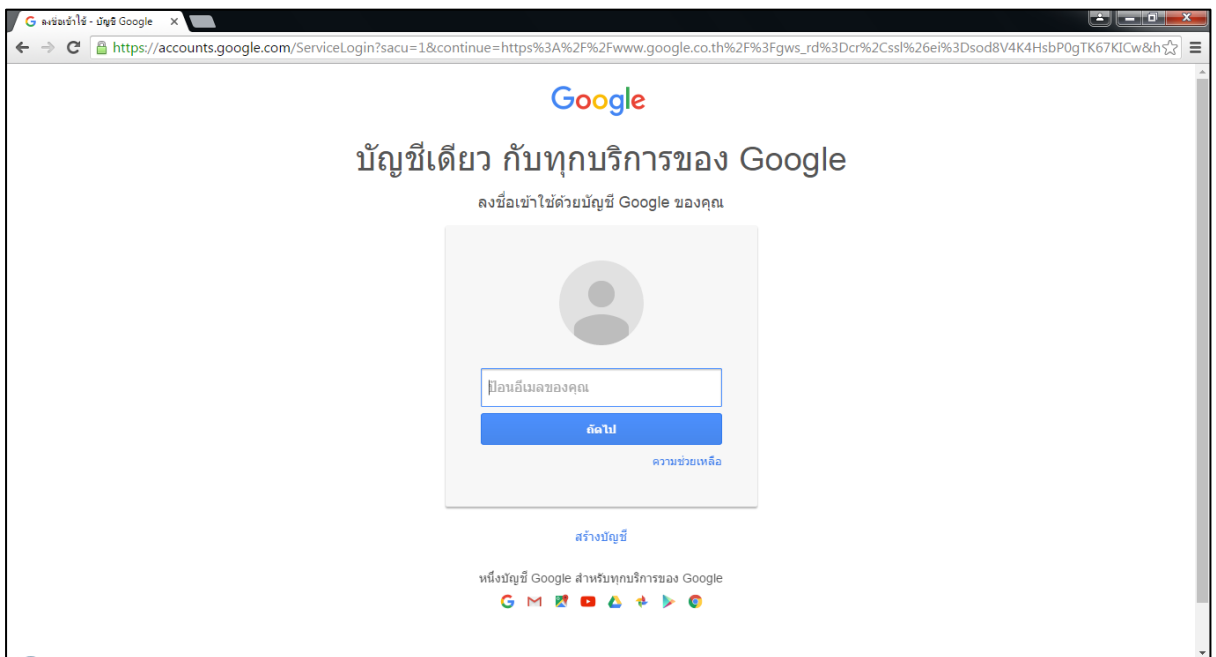 ลงชื่อเข้าใช้ - บัญชี Google
https://accounts.google.com/ServiceLogin?sacu=1&continue=https%3A%2F%2Fwww.google.co.th%2F%3Fgws_rd%3Dcr%2Cssl%26ei%3Dsod8V4K4HsbP0gTK67KICw&h
Google
บัญชีเดียว กับทุกบริการของ Google
ลงชื่อเข้าใช้ด้วยบัญชี Google ของคุณ
ป้อนอีเมลของคุณ
ถัดไป
ความช่วยเหลือ
สร้างบัญชี
หนึ่งบัญชี Google สำหรับทุกบริการของ Google